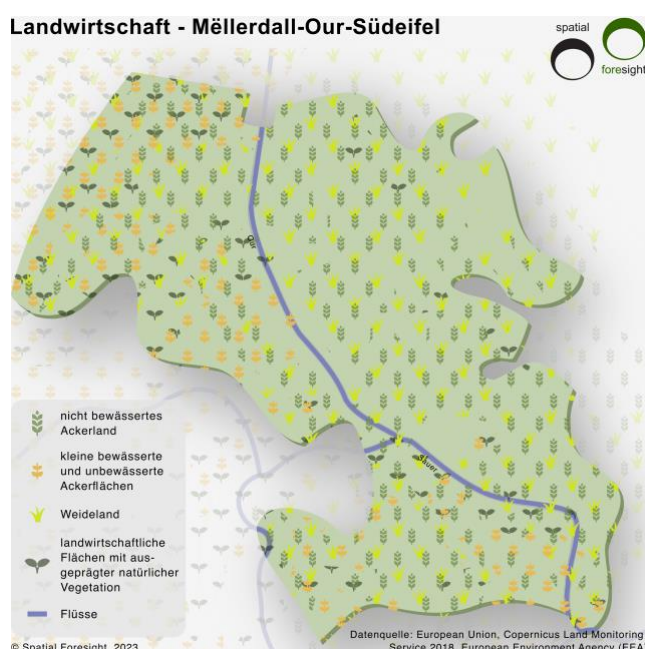 Landwirtschaft - Mëllerdall-Our-Südeifel
spatial
foresight
Our
Sauer
nicht bewässertes
Ackerland
kleine bewässerte
und unbewässerte
Ackerflächen
Weideland
landwirtschaftliche
Flächen mit aus-
geprägter natürlicher
Vegetation
Flüsse
Datenquelle: European Union, Copernicus Land Monitoring
© Spatial Foresight, 2023
Service 2018, European Environment Agency (EEA)